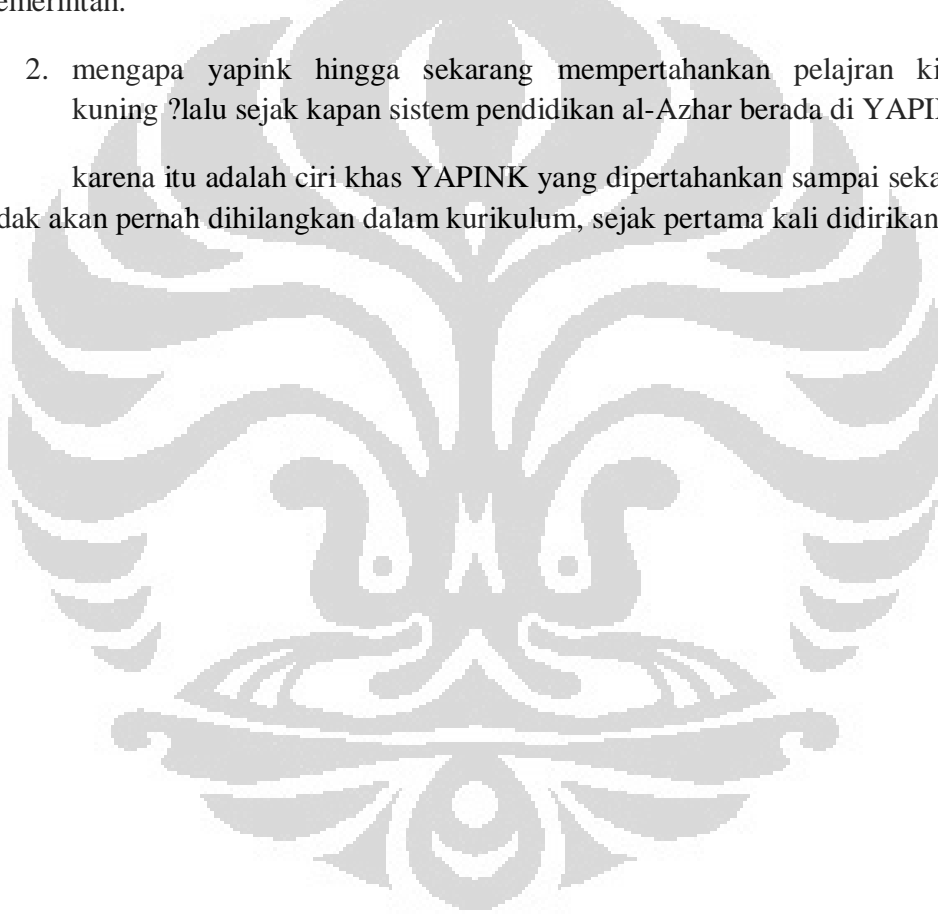 emerintah.
2. mengapa yapink hingga sekarang mempertahankan pelajran ki
kuning ?lalu sejak kapan sistem pendidikan al-Azhar berada di YAPI
karena itu adalah ciri khas YAPINK yang dipertahankan sampai seka
dak akan pernah dihilangkan dalam kurikulum, sejak pertama kali didirikan